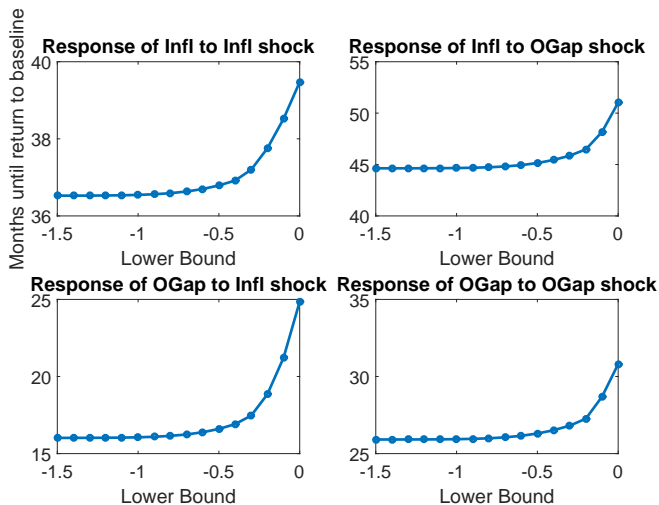 Response of Infl to Infl shock
Months until return to baseline
40
38
36
-1.5 -1 -0.5 0
Lower Bound
Response of Infl to OGap shock
55
50
45
40
-1.5 -1 -0.5 0
Lower Bound
Response of OGap to Infl shock
25
20
15
-1.5 -1 -0.5 0
Lower Bound
Response of OGap to OGap shock
35
30
25
-1.5 -1 -0.5 0
Lower Bound